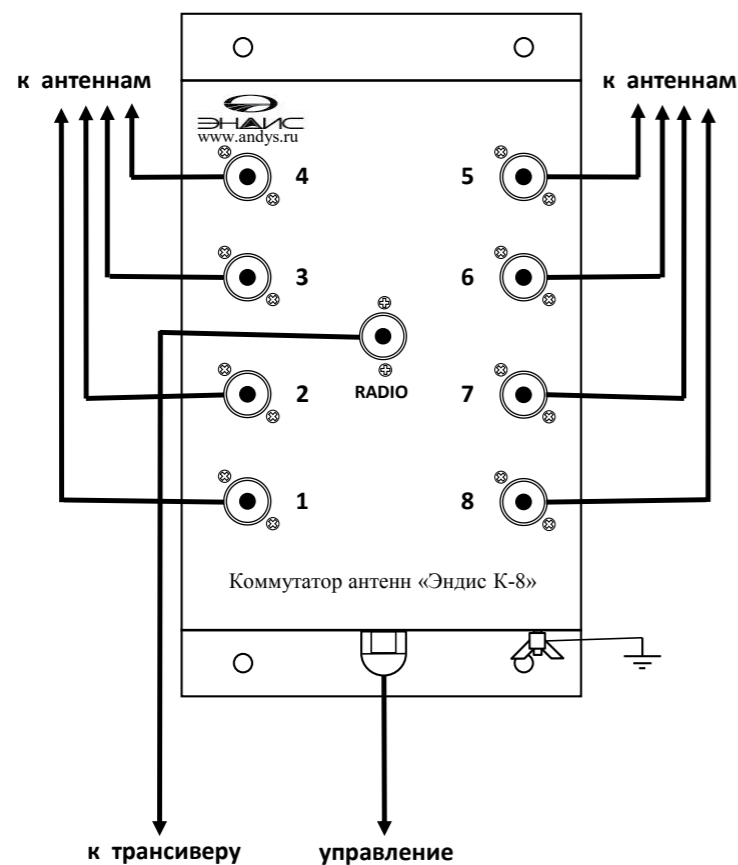 к антеннам
к антеннам
ЭНДИС
www.andys.ru
4
5
3
6
RADIO
2
7
1
8
Коммутатор антенн «Эндис К-8»
к трансиверу
управление